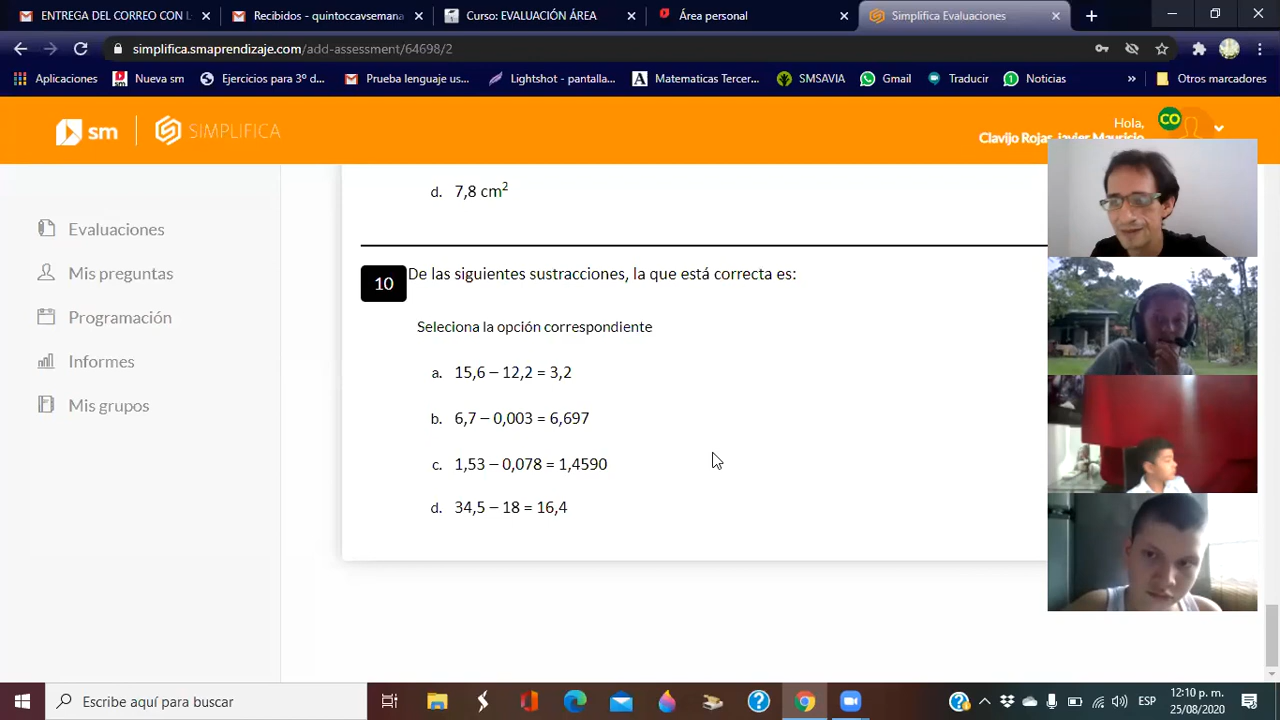 ENTREGA DEL CORREO CON L
Recibidos - quintoccavsemana
Curso: EVALUACIÓN ÁREA
Área personal
Simplifica Evaluaciones
simplifica.smaprendizaje.com/add-assessment/64698/2
Aplicaciones
Nueva sm
Ejercicios para 3º d...
Prueba lenguaje us...
Lightshot - pantalla...
Matematicas Tercer...
SMSAVIA
Gmail
Traducir
Noticias
»
Otros marcadores
sm
SIMPLIFICA
Hola,
Clavijo Rojas, javier Mauricio
CO
Evaluaciones
Mis preguntas
Programación
Informes
Mis grupos
d. 7,8 cm²
10 De las siguientes sustracciones, la que está correcta es:
Seleciona la opción correspondiente
a. 15,6 – 12,2 = 3,2
b. 6,7 – 0,003 = 6,697
c. 1,53 – 0,078 = 1,4590
d. 34,5 – 18 = 16,4
Escribe aquí para buscar
ESP
12:10 p. m.
25/08/2020